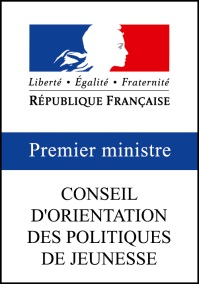 Liberté • Égalité • Fraternité
RÉPUBLIQUE FRANÇAISE
Premier ministre
CONSEIL
D'ORIENTATION
DES POLITIQUES
DE JEUNESSE